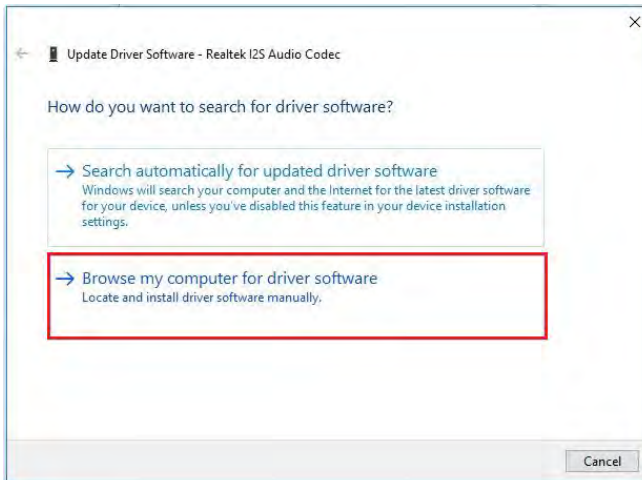 Update Driver Software - Realtek I2S Audio Codec
How do you want to search for driver software?
Search automatically for updated driver software
Windows will search your computer and the Internet for the latest driver software
for your device, unless you've disabled this feature in your device installation
settings.
Browse my computer for driver software
Locate and install driver software manually.
Cancel